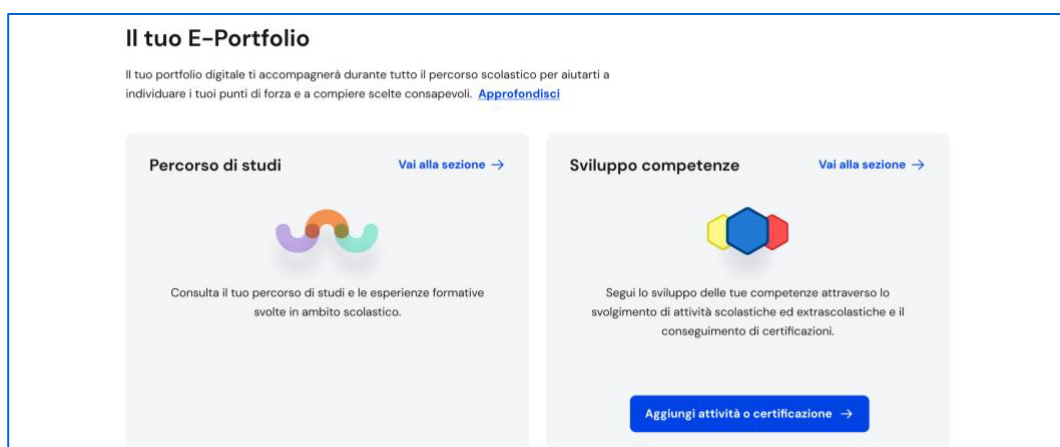 Il tuo E-Portfolio
Il tuo portfolio digitale ti accompagnerà durante tutto il percorso scolastico per aiutarti a
individuare i tuoi punti di forza e a compiere scelte consapevoli. Approfondisci
Percorso di studi
Vai alla sezione →
Consulta il tuo percorso di studi e le esperienze formative
svolte in ambito scolastico.
Sviluppo competenze
Vai alla sezione →
Segui lo sviluppo delle tue competenze attraverso lo
svolgimento di attività scolastiche ed extrascolastiche e il
conseguimento di certificazioni.
Aggiungi attività o certificazione →